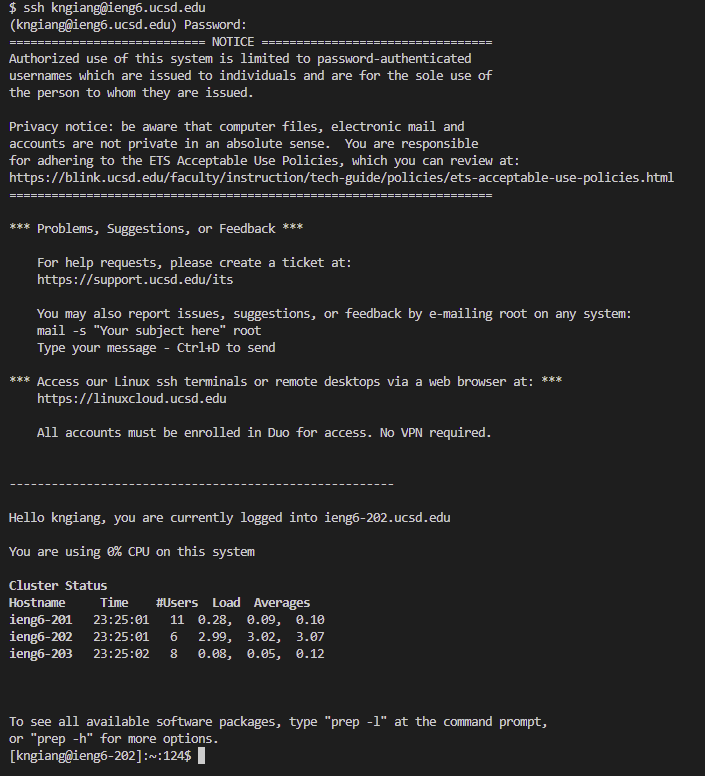 $ ssh kngiang@ieng6.ucsd.edu
(kngiang@ieng6.ucsd.edu) Password:
============================ NOTICE =================================
Authorized use of this system is limited to password-authenticated
usernames which are issued to individuals and are for the sole use of
the person to whom they are issued.

Privacy notice: be aware that computer files, electronic mail and
accounts are not private in an absolute sense.  You are responsible
for adhering to the ETS Acceptable Use Policies, which you can review at:
https://blink.ucsd.edu/faculty/instruction/tech-guide/policies/ets-acceptable-use-policies.html
=====================================================================

*** Problems, Suggestions, or Feedback ***

    For help requests, please create a ticket at:
    https://support.ucsd.edu/its

    You may also report issues, suggestions, or feedback by e-mailing root on any system:
    mail -s "Your subject here" root
    Type your message - Ctrl+D to send

*** Access our Linux ssh terminals or remote desktops via a web browser at: ***
    https://linuxcloud.ucsd.edu

    All accounts must be enrolled in Duo for access. No VPN required.


-------------------------------------------------------

Hello kngiang, you are currently logged into ieng6-202.ucsd.edu

You are using 0% CPU on this system

Cluster Status
Hostname     Time    #Users  Load  Averages
ieng6-201   23:25:01   11  0.28,  0.09,  0.10
ieng6-202   23:25:01   6   2.99,  3.02,  3.07
ieng6-203   23:25:02   8   0.08,  0.05,  0.12



To see all available software packages, type "prep -l" at the command prompt,
or "prep -h" for more options.
[kngiang@ieng6-202]:~:124$